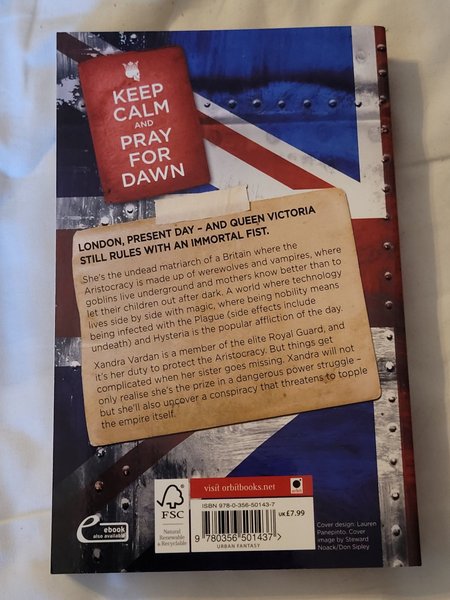 KEEP
CALM
AND
PRAY
FOR
DAWN
LONDON, PRESENT DAY – AND QUEEN VICTORIA
STILL RULES WITH AN IMMORTAL FIST.
She's the undead matriarch of a Britain where the
Aristocracy is made up of werewolves and vampires, where
goblins live underground and mothers know better than to
let their children out after dark. A world where technology
lives side by side with magic, where being nobility means
being infected with the Plague (side effects include
undeath) and Hysteria is the popular affliction of the day.
Xandra Vardan is a member of the elite Royal Guard, and
it's her duty to protect the Aristocracy. But things get
complicated when her sister goes missing. Xandra will not
only realise she's the prize in a dangerous power struggle –
but she'll also uncover a conspiracy that threatens to topple
the empire itself.
visit orbitbooks.net
ISBN 978-0-356-50143-7
UK £7.99
9 780356 501437 >
URBAN FANTASY
FSC
Natural
Renewable
& Recyclable
ebook
also available
Cover design: Lauren
Panepinto, Cover
image by Steward
Noack/Don Sipley